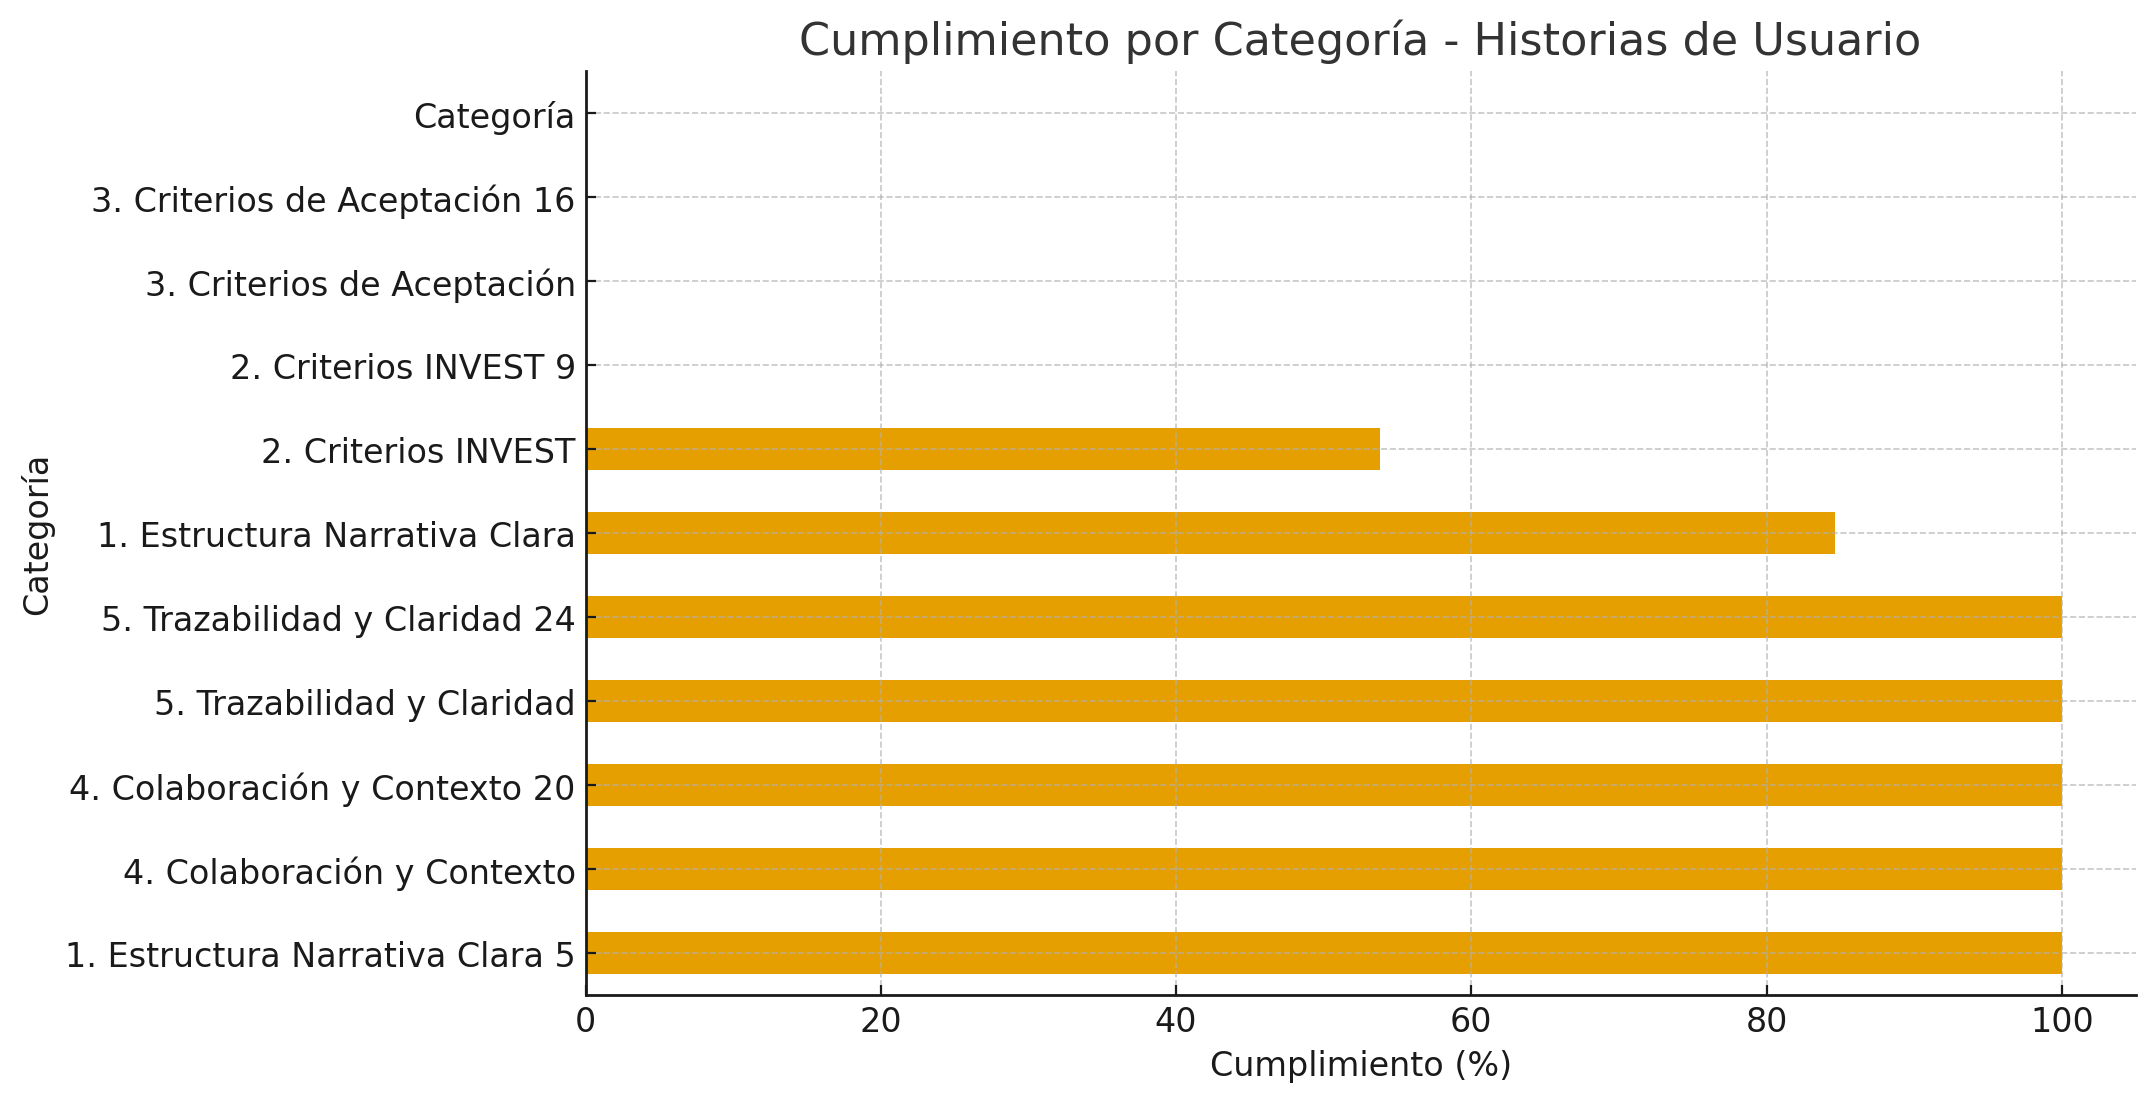 Cumplimiento por Categoría - Historias de Usuario
Categoría
3. Criterios de Aceptación 16
3. Criterios de Aceptación
2. Criterios INVEST 9
2. Criterios INVEST
1. Estructura Narrativa Clara
5. Trazabilidad y Claridad 24
5. Trazabilidad y Claridad
4. Colaboración y Contexto 20
4. Colaboración y Contexto
1. Estructura Narrativa Clara 5
Categoría
0 20 40 60 80 100
Cumplimiento (%)